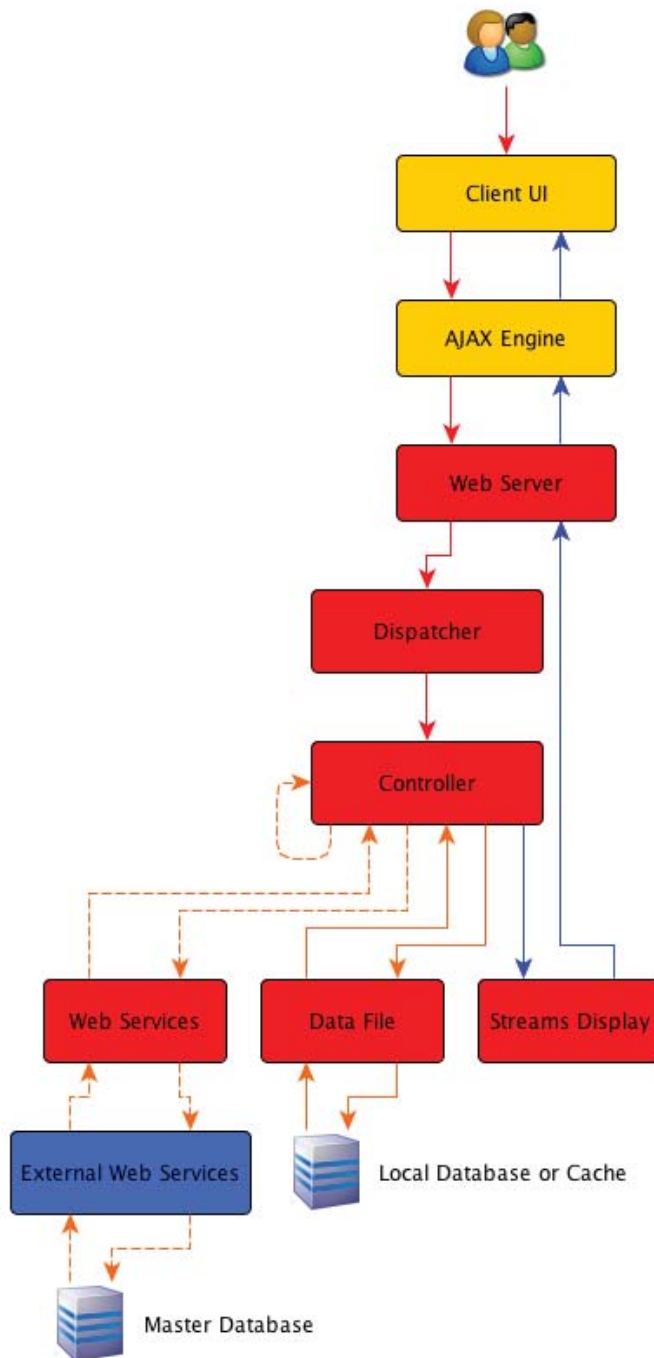 Client UI
AJAX Engine
Web Server
Dispatcher
Controller
Web Services
Data File
Streams Display
External Web Services
Local Database or Cache
Master Database